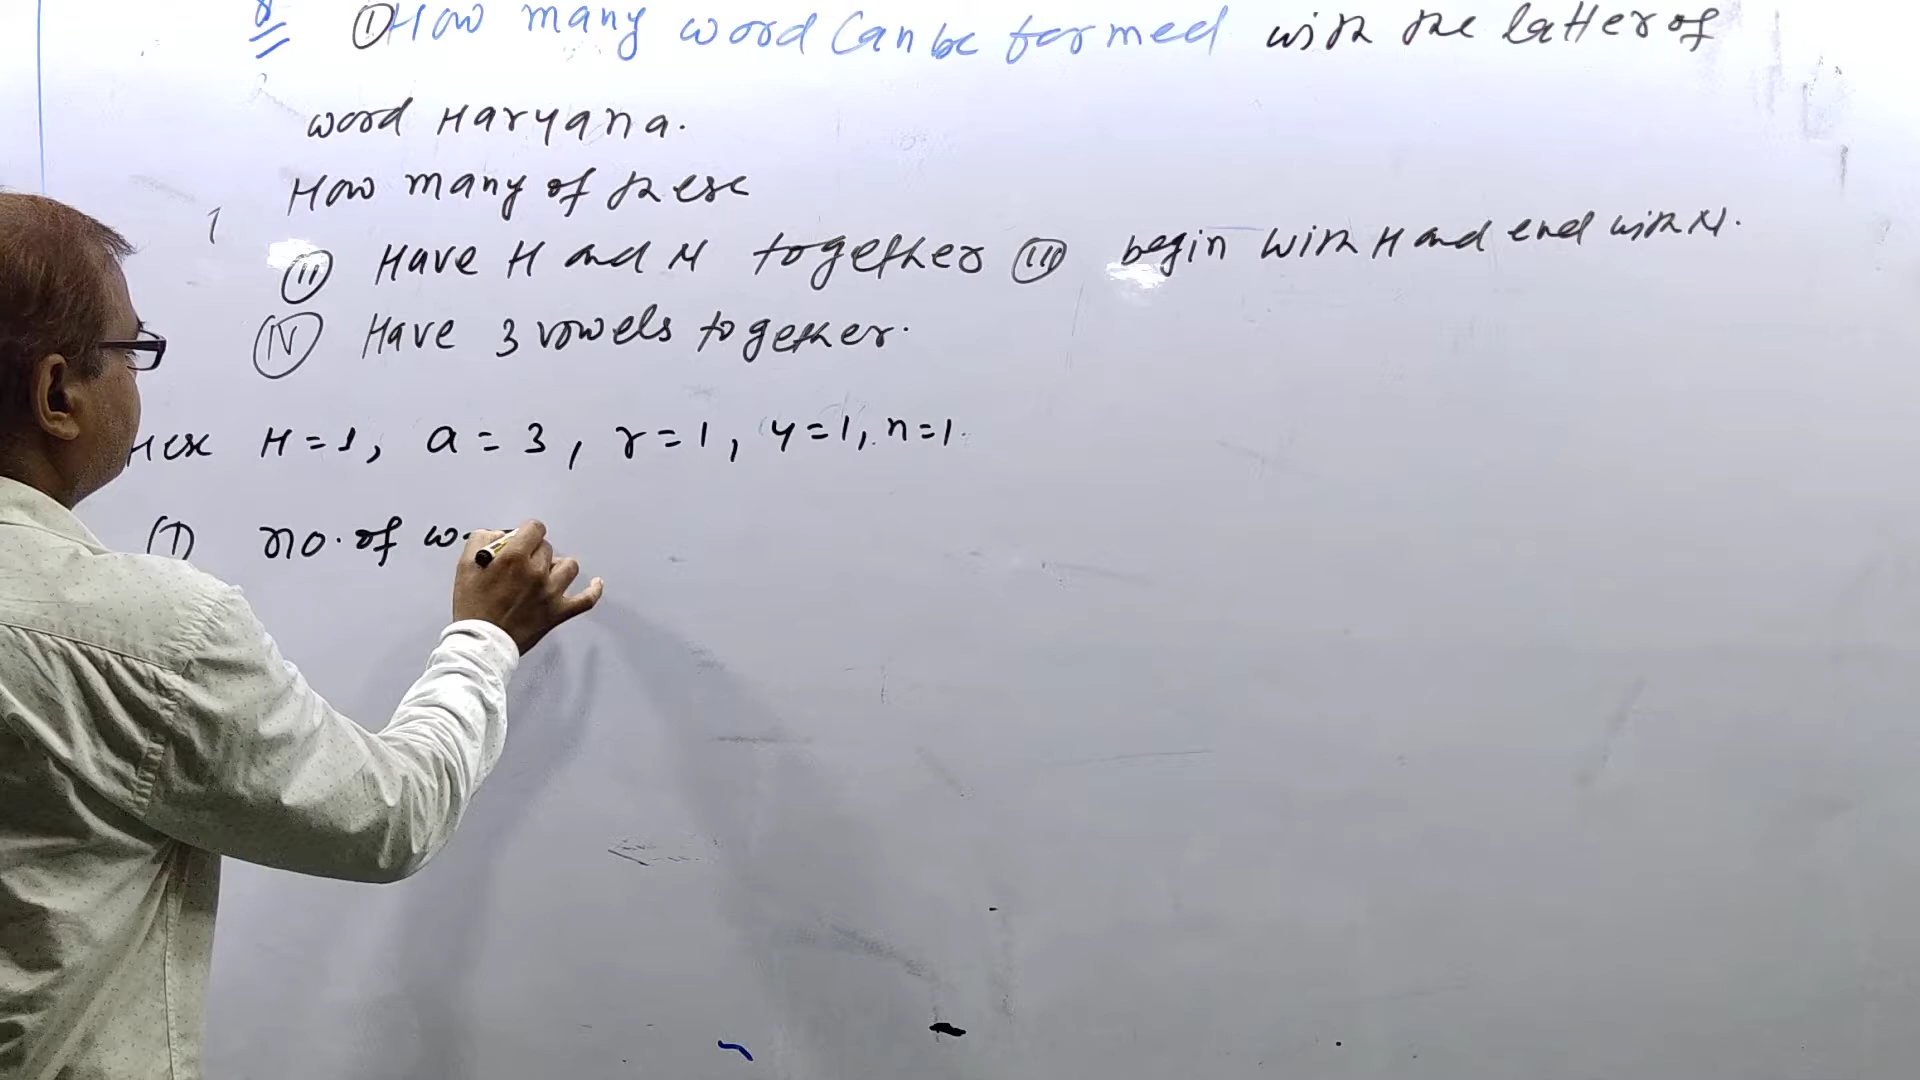 Q ① How many word Can be formed with the latter of
word Haryana.
How many of these
(II) Have H and N together (III) begin with H and end with N.
(IV) Have 3 vowels together.
Here H=1, a=3, r=1, y=1, n=1.
(I) no. of wo